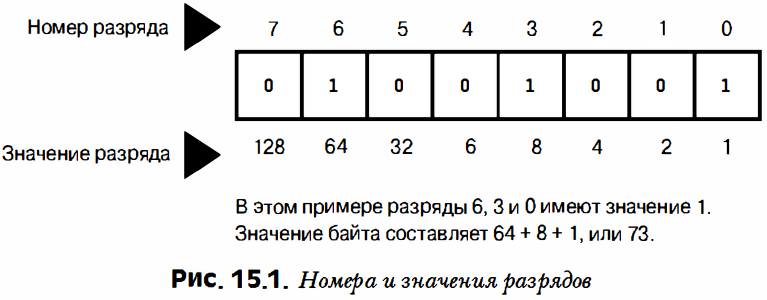 Номер разряда 7 6 5 4 3 2 1 0
0 1 0 0 1 0 0 1
Значение разряда 128 64 32 6 8 4 2 1
В этом примере разряды 6, 3 и 0 имеют значение 1.
Значение байта составляет 64 + 8 + 1, или 73.
Рис. 15.1. Номера и значения разрядов